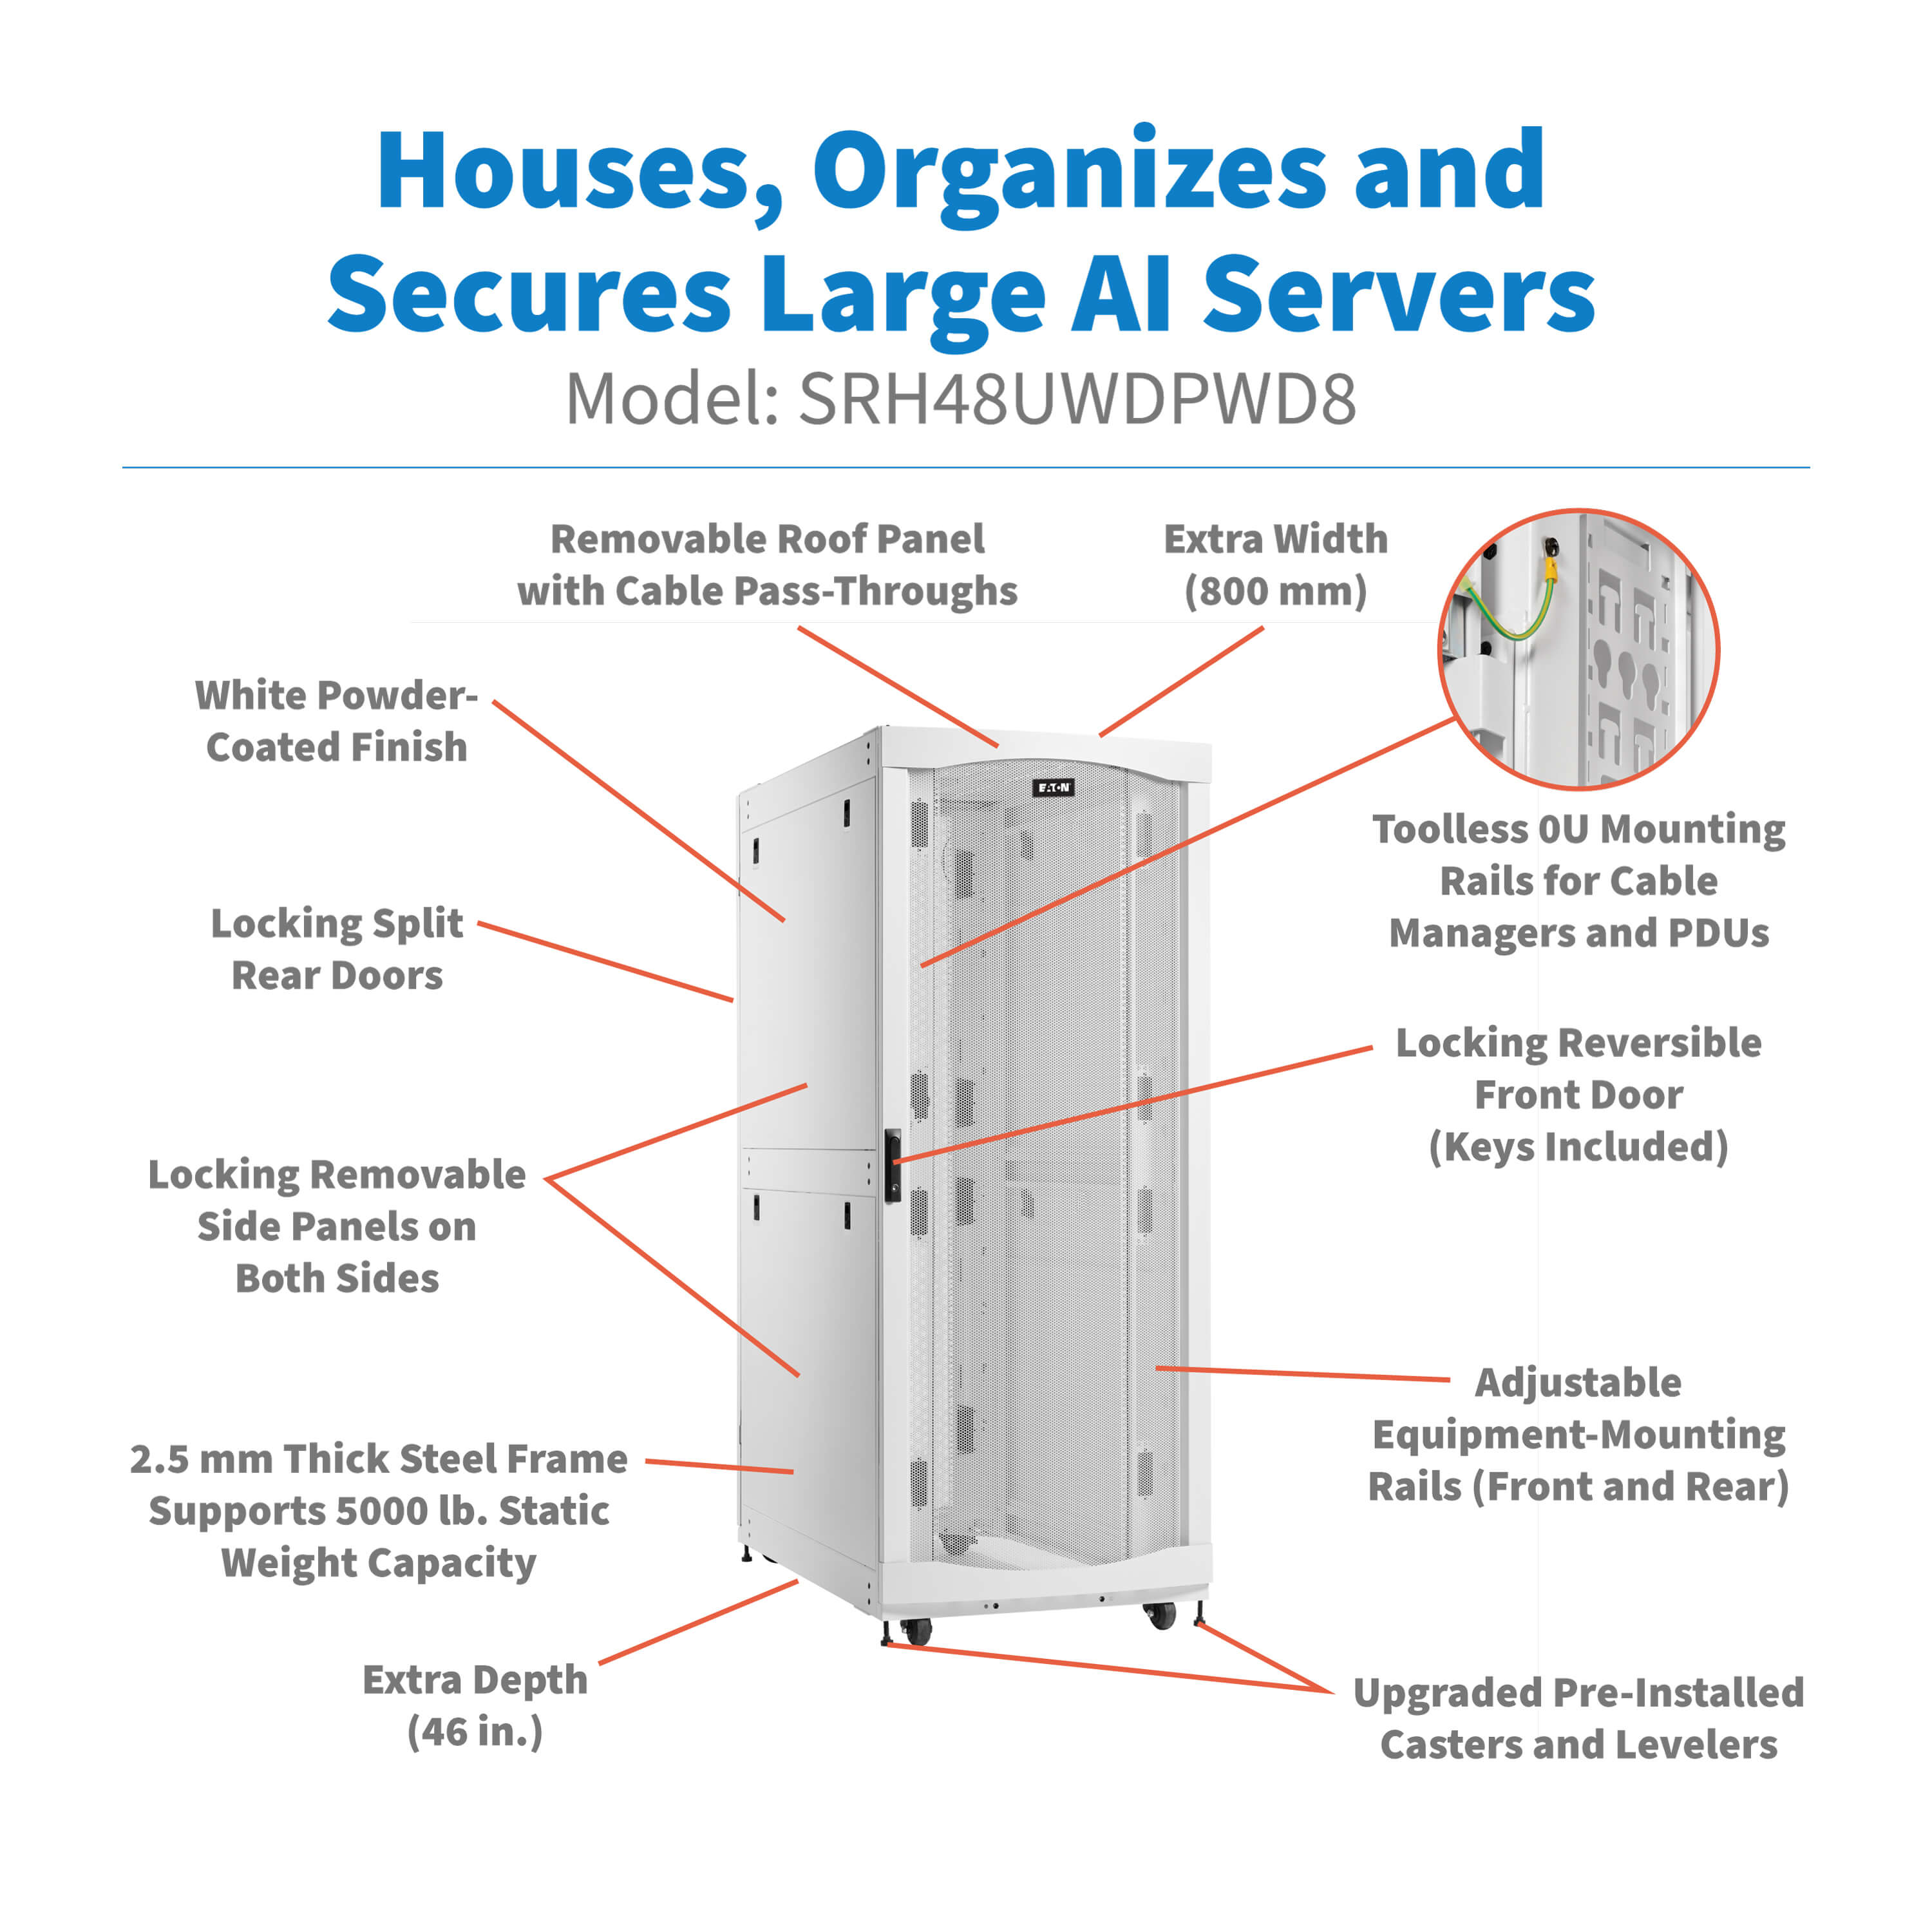 Houses, Organizes and
Secures Large AI Servers
Model: SRH48UWDPWD8
Removable Roof Panel
with Cable Pass-Throughs
Extra Width
(800 mm)
White Powder-
Coated Finish
EATON
Toolless 0U Mounting
Rails for Cable
Managers and PDUs
Locking Split
Rear Doors
Locking Reversible
Front Door
(Keys Included)
Locking Removable
Side Panels on
Both Sides
Adjustable
Equipment-Mounting
Rails (Front and Rear)
2.5 mm Thick Steel Frame
Supports 5000 lb. Static
Weight Capacity
Extra Depth
(46 in.)
Upgraded Pre-Installed
Casters and Levelers